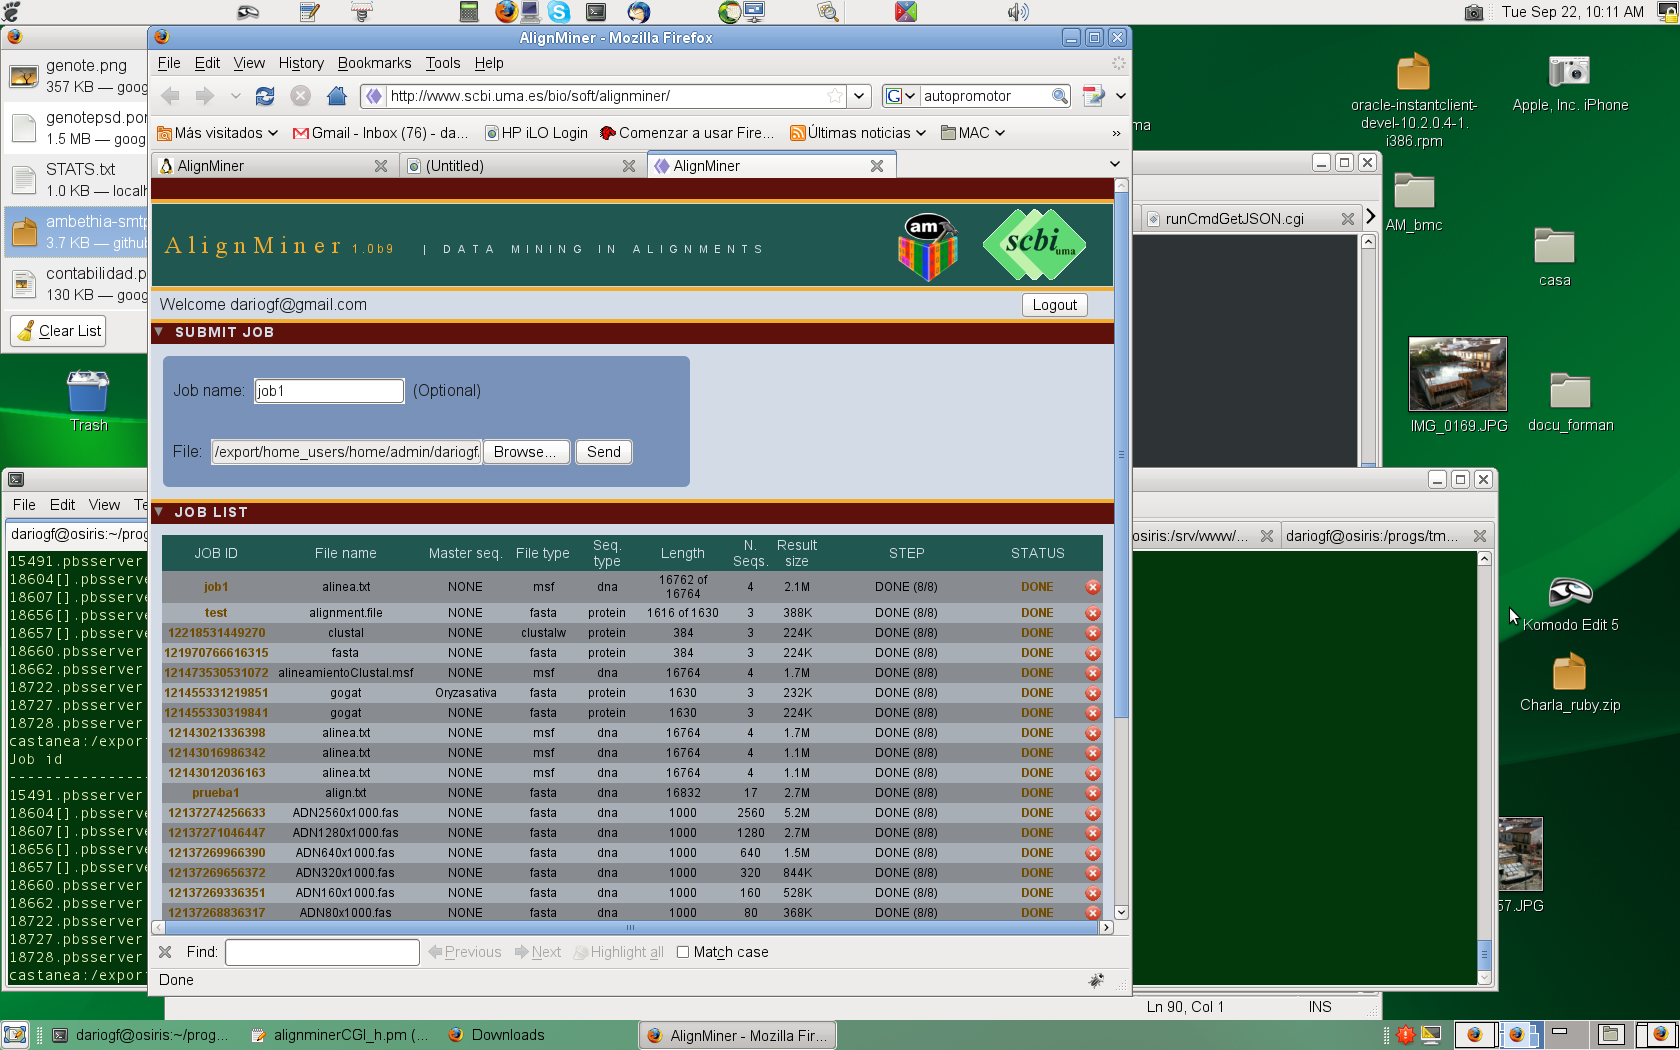 Tue Sep 22, 10:11 AM
AlignMiner - Mozilla Firefox
File Edit View History Bookmarks Tools Help
http://www.scbi.uma.es/bio/soft/alignminer/
autopromotor
Más visitados
Gmail - Inbox (76) - da...
HP iLO Login
Comenzar a usar Fire...
Últimas noticias
MAC
»
AlignMiner
(Untitled)
AlignMiner
AlignMiner 1.0b9 | DATA MINING IN ALIGNMENTS
am
scbi
uma
Welcome dariogf@gmail.com
Logout
SUBMIT JOB
Job name: job1 (Optional)
File: /export/home_users/home/admin/dariogf. Browse... Send
JOB LIST
JOB ID File name Master seq. File type Seq. type Length N. Seqs. Result size STEP STATUS
job1 alinea.txt NONE msf dna 16762 of 16764 4 2.1M DONE (8/8) DONE
test alignment.file NONE fasta protein 1616 of 1630 3 388K DONE (8/8) DONE
12218531449270 clustal NONE clustalw protein 384 3 224K DONE (8/8) DONE
121970766616315 fasta NONE fasta protein 384 3 224K DONE (8/8) DONE
121473530531072 alineamientoClustal.msf NONE msf dna 16764 4 1.7M DONE (8/8) DONE
121455331219851 gogat Oryzasativa fasta protein 1630 3 232K DONE (8/8) DONE
121455330319841 gogat NONE fasta protein 1630 3 224K DONE (8/8) DONE
12143021336398 alinea.txt NONE msf dna 16764 4 1.7M DONE (8/8) DONE
12143016986342 alinea.txt NONE msf dna 16764 4 1.1M DONE (8/8) DONE
12143012036163 alinea.txt NONE msf dna 16764 4 1.1M DONE (8/8) DONE
prueba1 align.txt NONE fasta dna 16832 17 2.7M DONE (8/8) DONE
12137274256633 ADN2560x1000.fas NONE fasta dna 1000 2560 5.2M DONE (8/8) DONE
12137271046447 ADN1280x1000.fas NONE fasta dna 1000 1280 2.7M DONE (8/8) DONE
12137269966390 ADN640x1000.fas NONE fasta dna 1000 640 1.5M DONE (8/8) DONE
12137269656372 ADN320x1000.fas NONE fasta dna 1000 320 844K DONE (8/8) DONE
12137269336351 ADN160x1000.fas NONE fasta dna 1000 160 528K DONE (8/8) DONE
12137268836317 ADN80x1000.fas NONE fasta dna 1000 80 368K DONE (8/8) DONE
Find: Previous Next Highlight all Match case
Done
genote.png
357 KB — goog
genotepsd.por
1.5 MB — goog
STATS.txt
1.0 KB — localh
ambethia-smtp
3.7 KB — github
contabilidad.p
130 KB — goog
Clear List
Trash
File Edit View Te
dariogf@osiris:~/prog
15491.pbsserver
18604[].pbsserve
18607[].pbsserve
18656[].pbsserve
18657[].pbsserve
18660.pbsserver
18662.pbsserver
18722.pbsserver
18727.pbsserver
18728.pbsserver
castanea:/export
Job id
----------------
15491.pbsserver
18604[].pbsserve
18607[].pbsserve
18656[].pbsserve
18657[].pbsserve
18660.pbsserver
18662.pbsserver
18722.pbsserver
18727.pbsserver
18728.pbsserver
castanea:/export
ma
runCmdGetJSON.cgi
osiris:/srv/www/...
dariogf@osiris:/progs/tm...
Ln 90, Col 1
INS
oracle-instantclient-
devel-10.2.0.4-1.
i386.rpm
Apple, Inc. iPhone
AM_bmc
casa
IMG_0169.JPG
docu_forman
Komodo Edit 5
Charla_ruby.zip
57.JPG
dariogf@osiris:~/prog...
alignminerCGI_h.pm (...
Downloads
AlignMiner - Mozilla Fir...